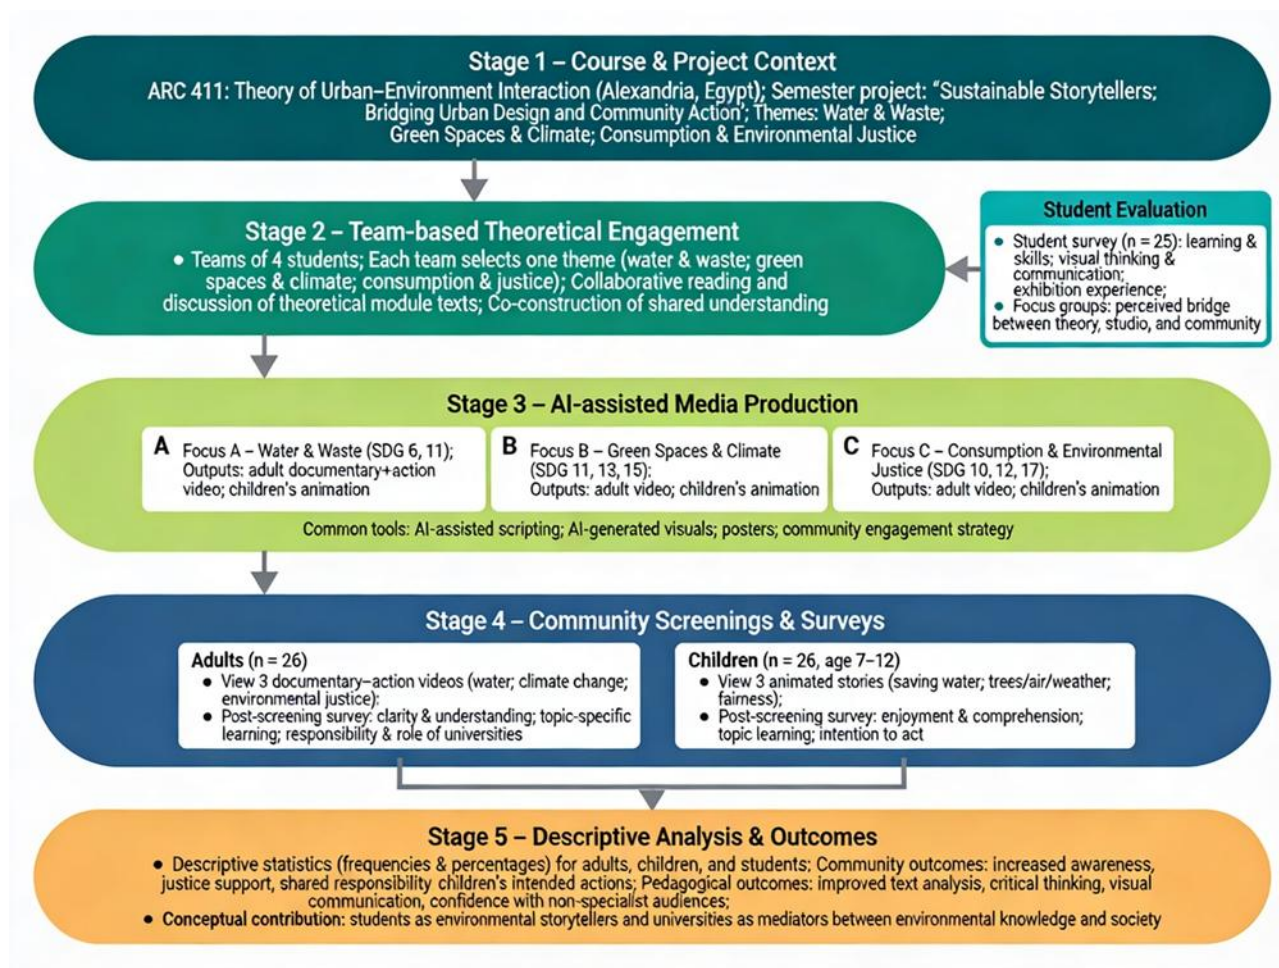 Stage 1 – Course & Project Context
ARC 411: Theory of Urban–Environment Interaction (Alexandria, Egypt); Semester project: “Sustainable Storytellers;
Bridging Urban Design and Community Action’; Themes: Water & Waste;
Green Spaces & Climate; Consumption & Environmental Justice
Stage 2 – Team-based Theoretical Engagement
• Teams of 4 students; Each team selects one theme (water & waste; green
spaces & climate; consumption & justice); Collaborative reading and
discussion of theoretical module texts; Co-construction of shared understanding
Student Evaluation
• Student survey (n = 25): learning &
skills; visual thinking &
communication;
exhibition experience;
• Focus groups: perceived bridge
between theory, studio, and community
Stage 3 – AI-assisted Media Production
A Focus A – Water & Waste (SDG 6, 11);
Outputs: adult documentary+action
video; children's animation
B Focus B – Green Spaces & Climate
(SDG 11, 13, 15):
Outputs: adult video; children's animation
C Focus C – Consumption & Environmental
Justice (SDG 10, 12, 17);
Outputs: adult video; children's animation
Common tools: AI-assisted scripting; AI-generated visuals; posters; community engagement strategy
Stage 4 – Community Screenings & Surveys
Adults (n = 26)
• View 3 documentary–action videos (water; climate change;
environmental justice):
• Post-screening survey: clarity & understanding; topic-specific
learning; responsibility & role of universities
Children (n = 26, age 7–12)
• View 3 animated stories (saving water; trees/air/weather;
fairness);
• Post-screening survey: enjoyment & comprehension;
topic learning; intention to act
Stage 5 – Descriptive Analysis & Outcomes
• Descriptive statistics (frequencies & percentages) for adults, children, and students; Community outcomes: increased awareness,
justice support, shared responsibility children's intended actions; Pedagogical outcomes: improved text analysis, critical thinking, visual
communication, confidence with non-specialist audiences;
• Conceptual contribution: students as environmental storytellers and universities as mediators between environmental knowledge and society